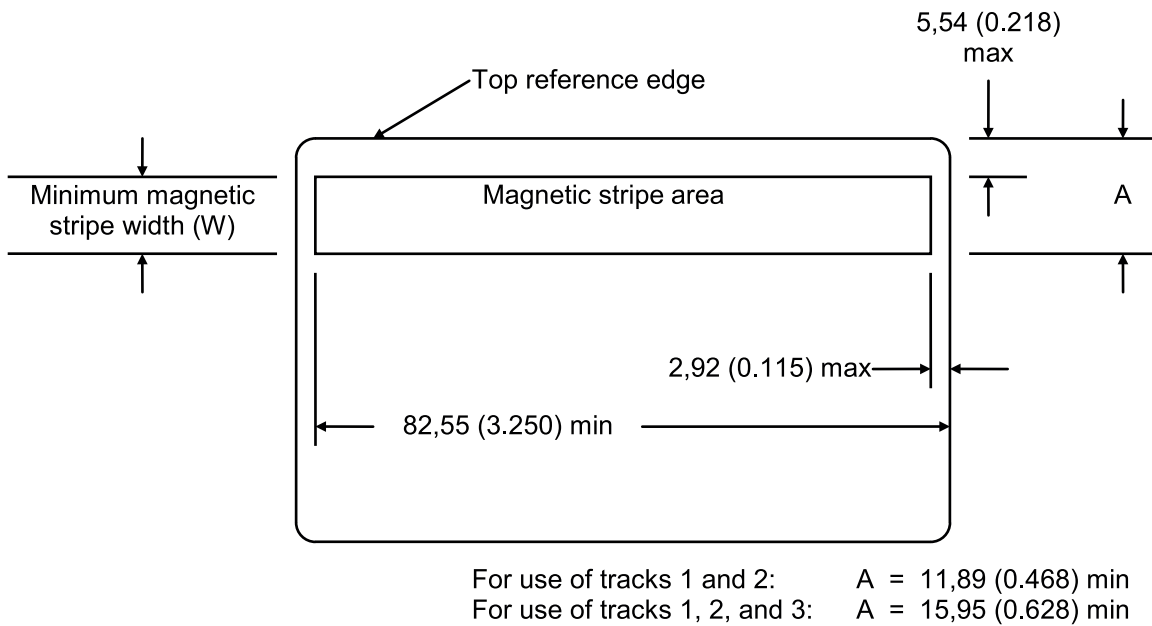 5,54 (0.218)
max
Top reference edge
Minimum magnetic
stripe width (W)
Magnetic stripe area
A
2,92 (0.115) max
82,55 (3.250) min
For use of tracks 1 and 2: A = 11,89 (0.468) min
For use of tracks 1, 2, and 3: A = 15,95 (0.628) min